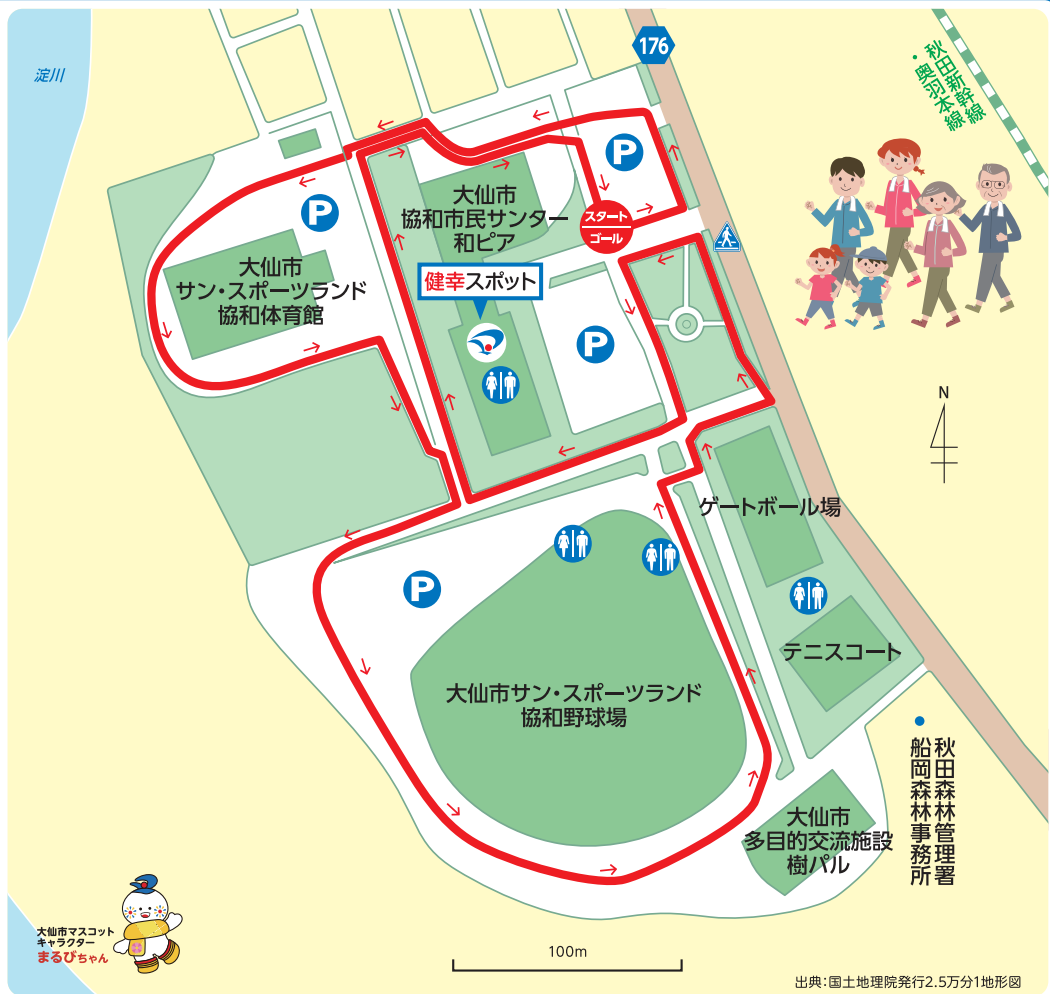 淀川
176
秋田新幹線
・奥羽本線
P
P
大仙市
協和市民サンター
和ピア
スタート
ゴール
大仙市
サン・スポーツランド
協和体育館
健幸スポット
P
N
ゲートボール場
P
テニスコート
大仙市サン・スポーツランド
協和野球場
秋田森林管理署
船岡森林事務所
大仙市
多目的交流施設
樹パル
大仙市マスコット
キャラクター
まるびちゃん
100m
出典:国土地理院発行2.5万分1地形図